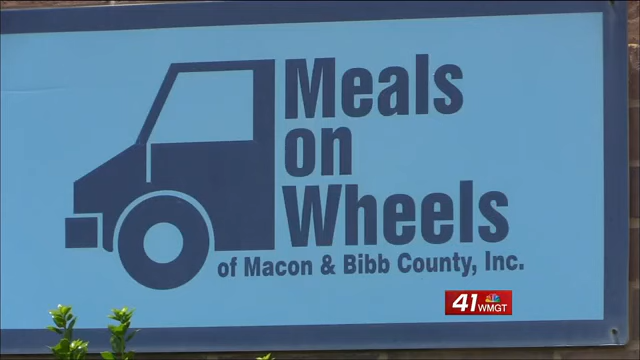 Meals
on
Wheels
of Macon & Bibb County, Inc.
41 WMGT